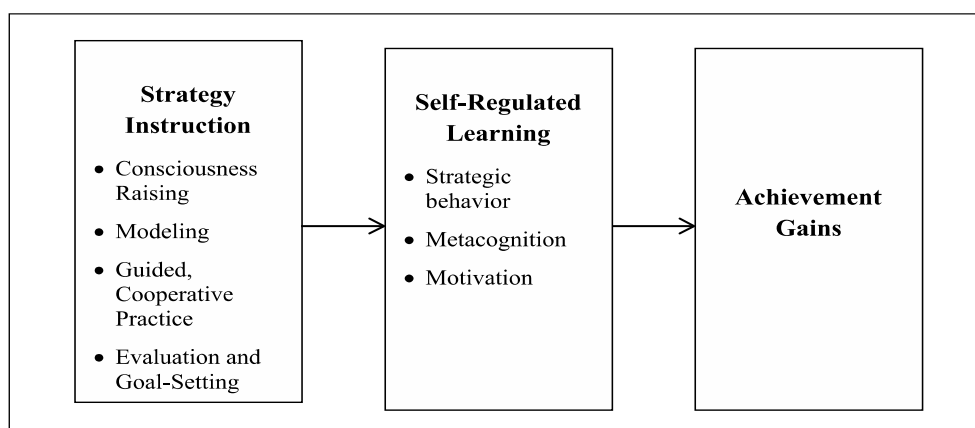 Strategy
Instruction
• Consciousness
Raising
• Modeling
• Guided,
Cooperative
Practice
• Evaluation and
Goal-Setting
Self-Regulated
Learning
• Strategic
behavior
• Metacognition
• Motivation
Achievement
Gains